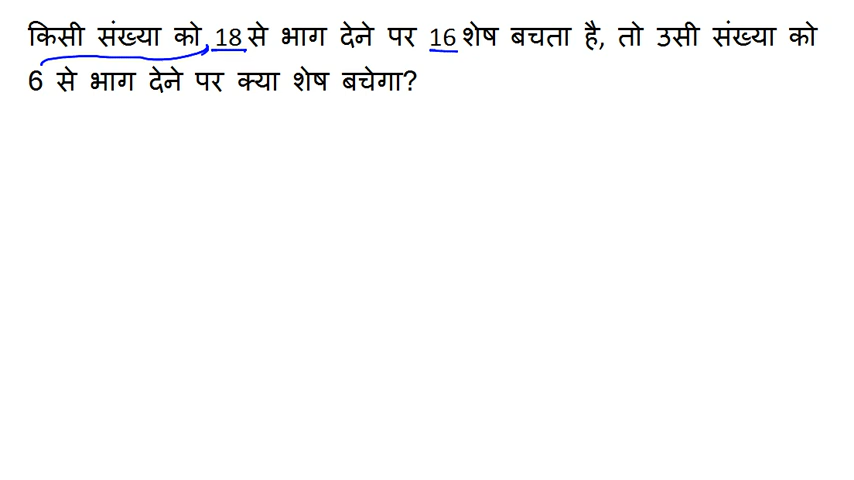 किसी संख्या को 18 से भाग देने पर 16 शेष बचता है, तो उसी संख्या को
6 से भाग देने पर क्या शेष बचेगा?